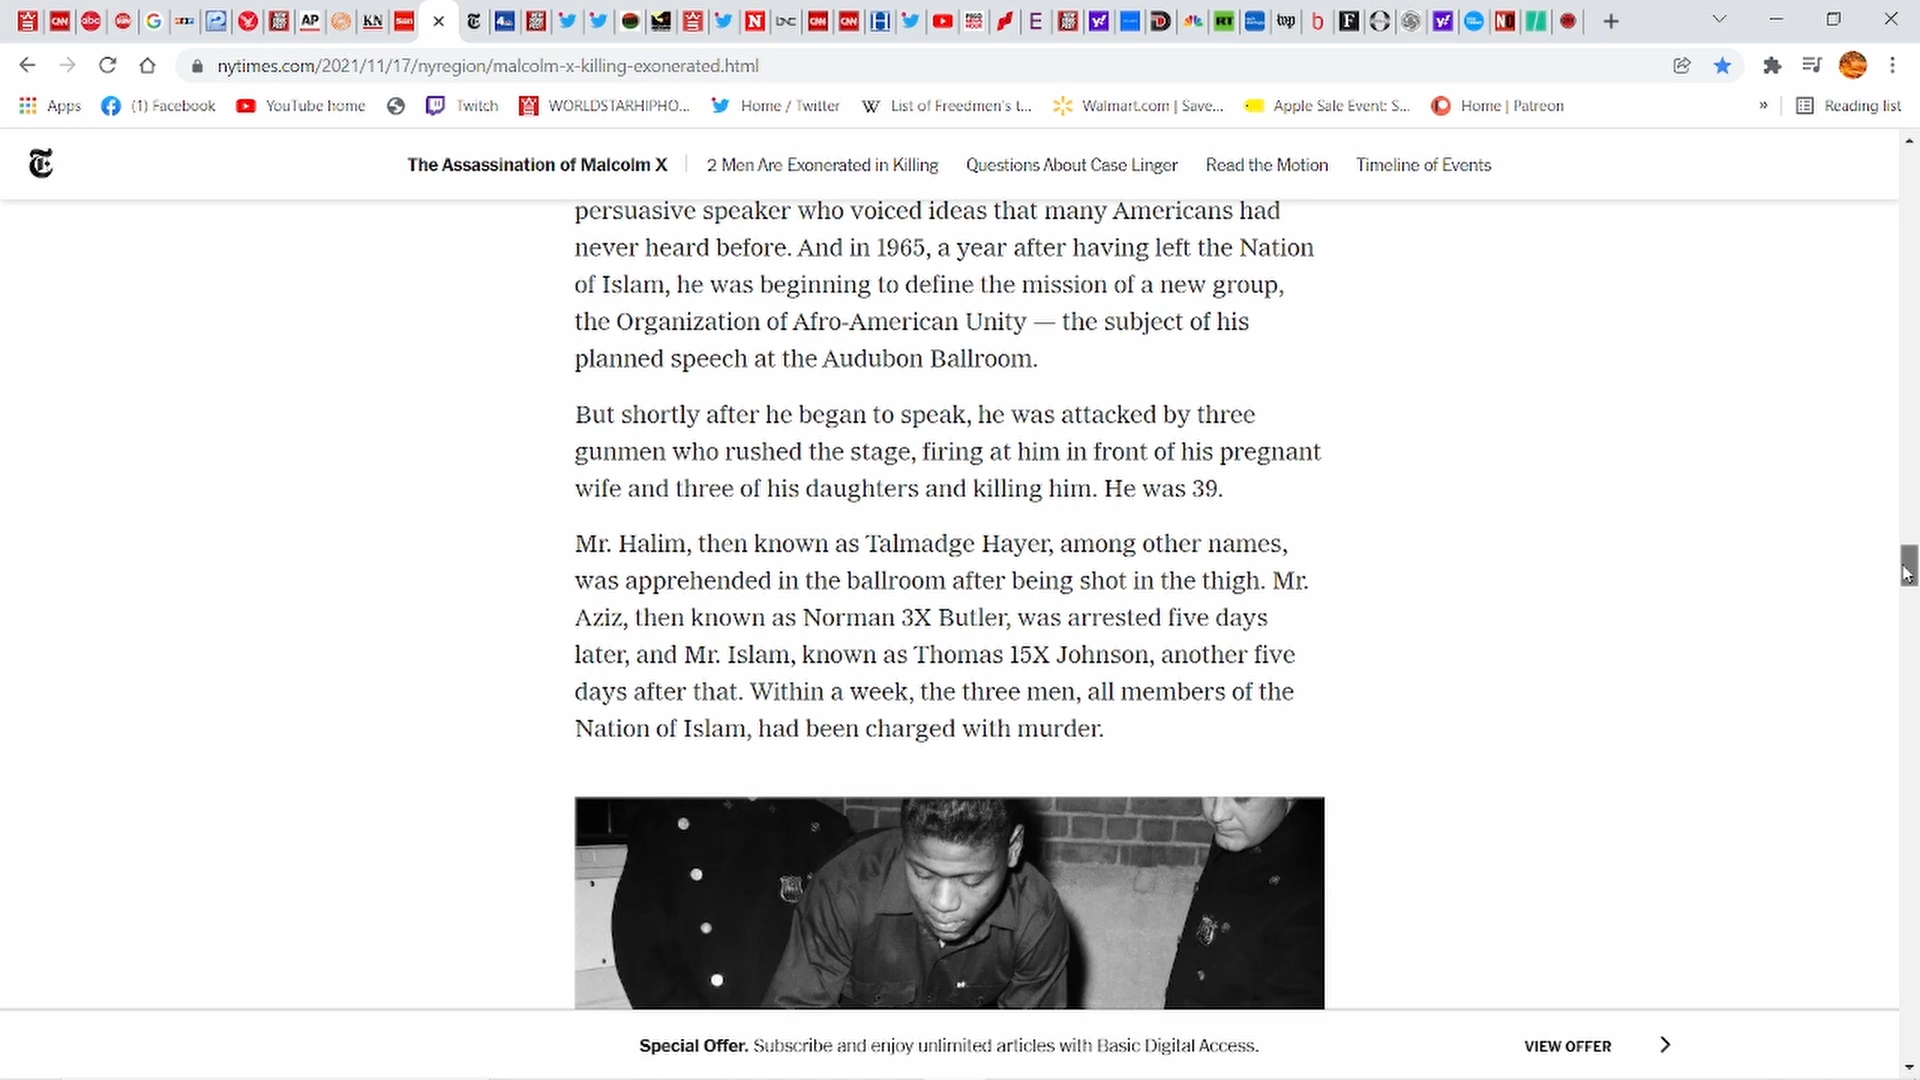 CNN
abc
G
AP
KN
Sun
4
N
CNN
CNN
H
E
y!
D
RT
wp
b
F
y!
nytimes.com/2021/11/17/nyregion/malcolm-x-killing-exonerated.html
Apps
(1) Facebook
YouTube home
Twitch
WORLDSTARHIPHO...
Home / Twitter
W List of Freedmen's t...
Walmart.com | Save...
Apple Sale Event: S...
Home | Patreon
»
Reading list
The Assassination of Malcolm X
2 Men Are Exonerated in Killing
Questions About Case Linger
Read the Motion
Timeline of Events
persuasive speaker who voiced ideas that many Americans had
never heard before. And in 1965, a year after having left the Nation
of Islam, he was beginning to define the mission of a new group,
the Organization of Afro-American Unity — the subject of his
planned speech at the Audubon Ballroom.
But shortly after he began to speak, he was attacked by three
gunmen who rushed the stage, firing at him in front of his pregnant
wife and three of his daughters and killing him. He was 39.
Mr. Halim, then known as Talmadge Hayer, among other names,
was apprehended in the ballroom after being shot in the thigh. Mr.
Aziz, then known as Norman 3X Butler, was arrested five days
later, and Mr. Islam, known as Thomas 15X Johnson, another five
days after that. Within a week, the three men, all members of the
Nation of Islam, had been charged with murder.
Special Offer. Subscribe and enjoy unlimited articles with Basic Digital Access.
VIEW OFFER